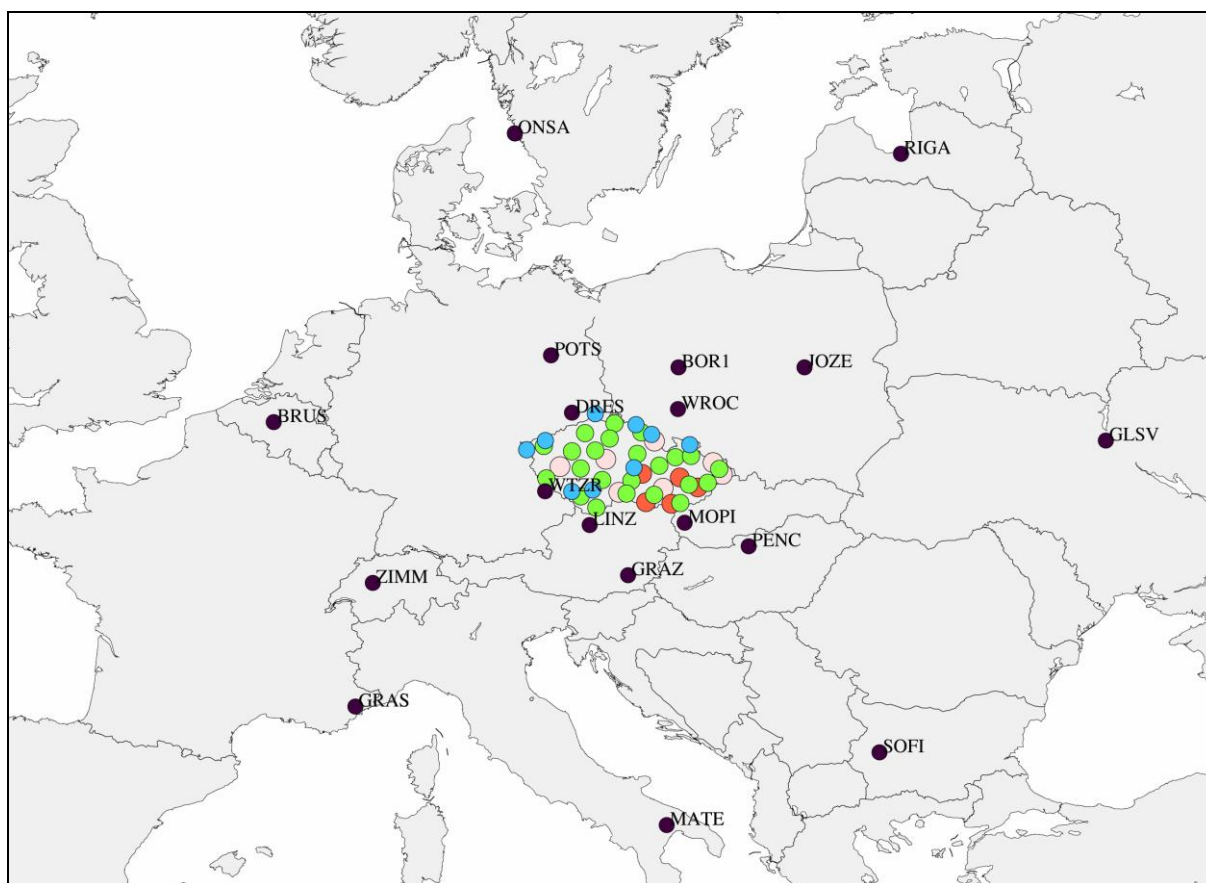 ONSA
RIGA
POTS
BOR1
JOZE
DRES
WROC
BRUS
GLSV
WTZR
LINZ
MOPI
PENC
GRAZ
ZIMM
GRAS
SOFI
MATE